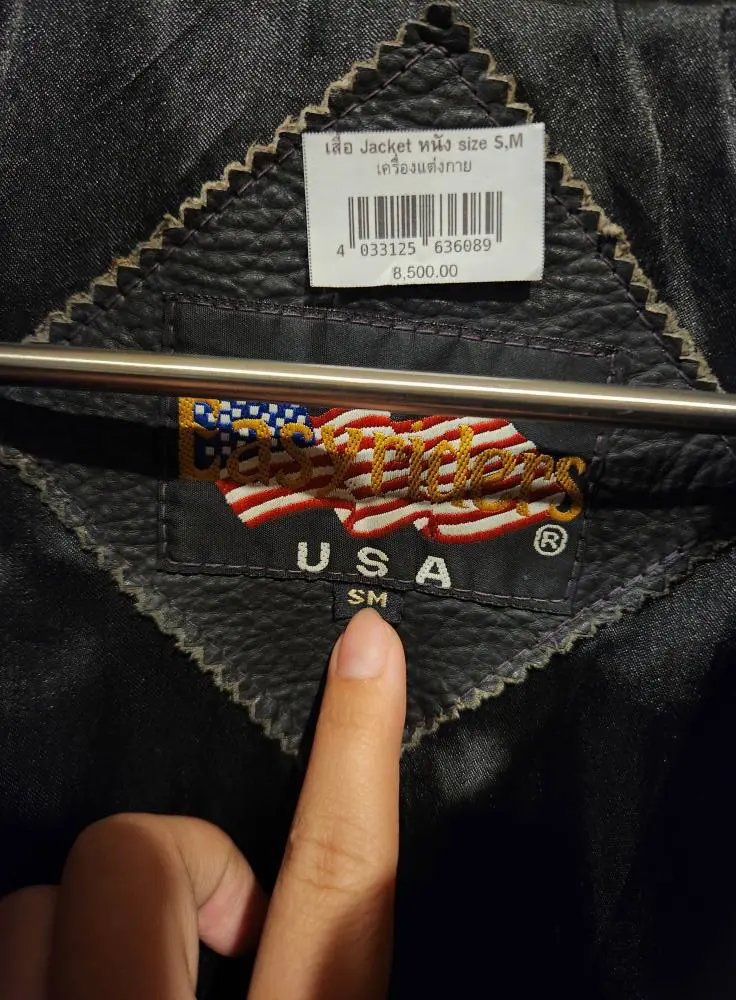 เสื้อ Jacket หนัง size S,M
เครื่องแต่งกาย
4 033125 636089
8,500.00
Easyriders
®
USA
SM